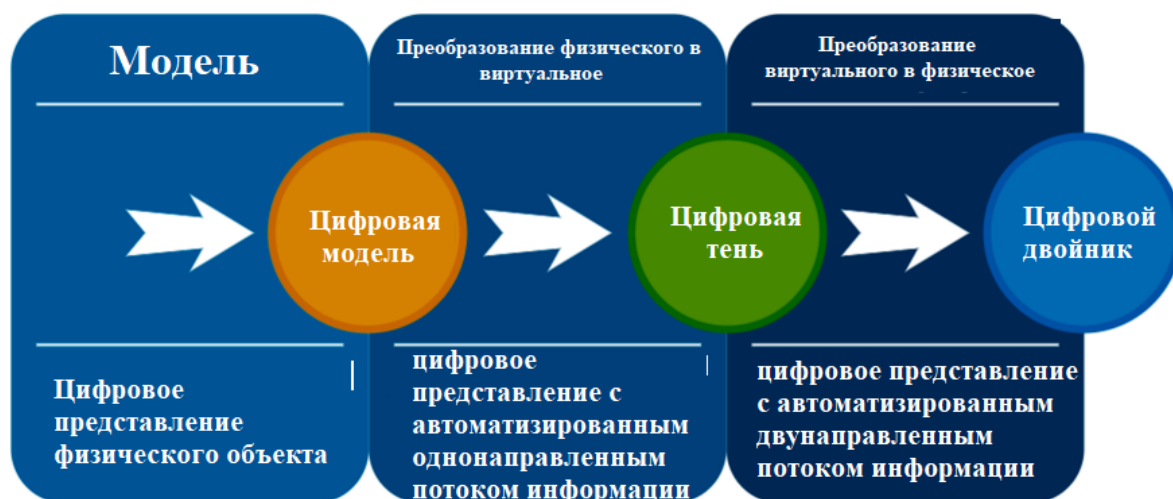 Модель
Преобразование физического в
виртуальное
Преобразование
виртуального в физическое
Цифровая
модель
Цифровая
тень
Цифровой
двойник
Цифровое
представление
физического объекта
цифровое
представление с
автоматизированным
однонаправленным
потоком информации
цифровое представление
с автоматизированным
двунаправленным
потоком информации